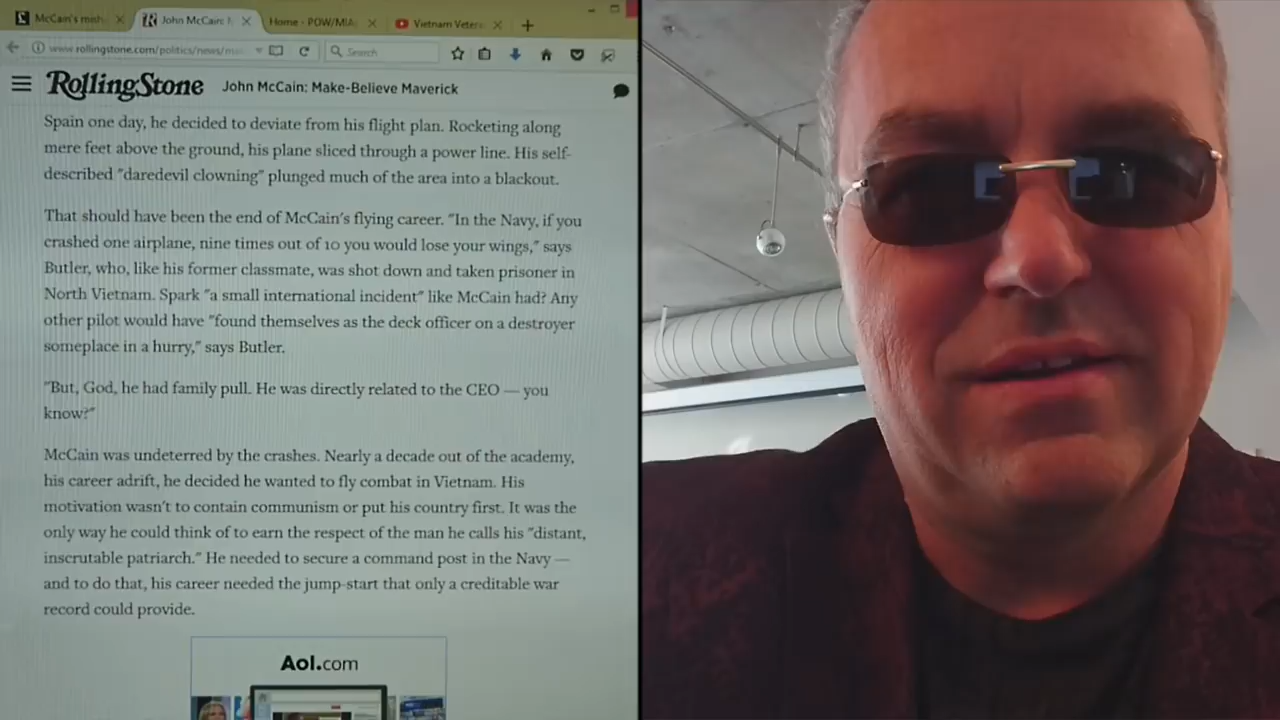 McCain's mish
John McCain: M
Home - POW/MIA
Vietnam Vetera
www.rollingstone.com/politics/news/ma
Search
RollingStone
John McCain: Make-Believe Maverick
Spain one day, he decided to deviate from his flight plan. Rocketing along
mere feet above the ground, his plane sliced through a power line. His self-
described "daredevil clowning" plunged much of the area into a blackout.
That should have been the end of McCain's flying career. "In the Navy, if you
crashed one airplane, nine times out of 10 you would lose your wings," says
Butler, who, like his former classmate, was shot down and taken prisoner in
North Vietnam. Spark "a small international incident" like McCain had? Any
other pilot would have "found themselves as the deck officer on a destroyer
someplace in a hurry," says Butler.
"But, God, he had family pull. He was directly related to the CEO — you
know?"
McCain was undeterred by the crashes. Nearly a decade out of the academy,
his career adrift, he decided he wanted to fly combat in Vietnam. His
motivation wasn't to contain communism or put his country first. It was the
only way he could think of to earn the respect of the man he calls his "distant,
inscrutable patriarch." He needed to secure a command post in the Navy —
and to do that, his career needed the jump-start that only a creditable war
record could provide.
Aol.com